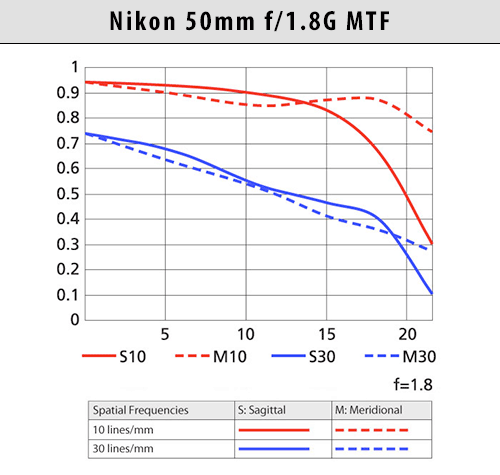 Nikon 50mm f/1.8G MTF
1
0.9
0.8
0.7
0.6
0.5
0.4
0.3
0.2
0.1
0
5 10 15 20
S10 M10 S30 M30
f=1.8
Spatial Frequencies S: Sagittal M: Meridional
10 lines/mm
30 lines/mm